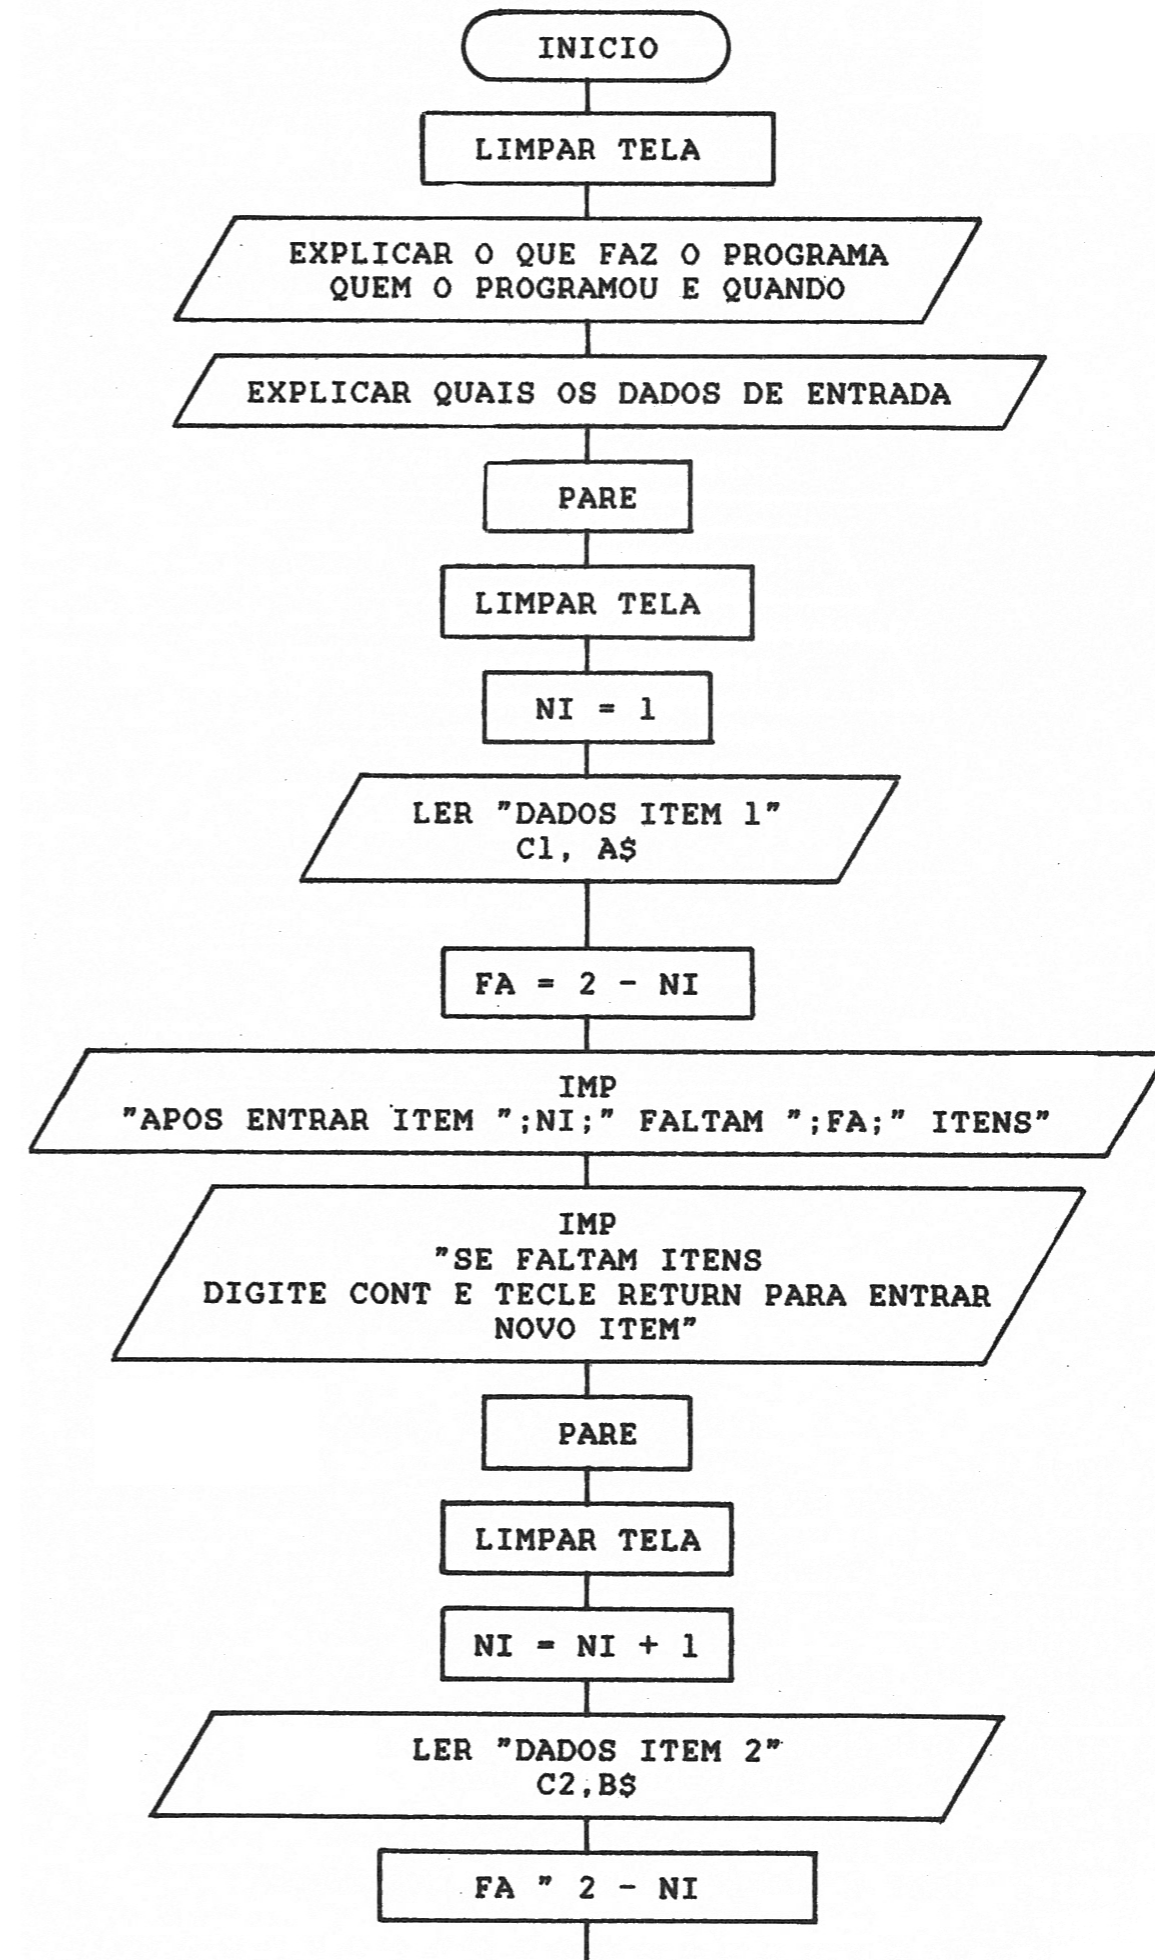 INICIO
LIMPAR TELA
EXPLICAR O QUE FAZ O PROGRAMA
QUEM O PROGRAMOU E QUANDO
EXPLICAR QUAIS OS DADOS DE ENTRADA
PARE
LIMPAR TELA
NI = 1
LER "DADOS ITEM 1"
C1, A$
FA = 2 - NI
IMP
"APOS ENTRAR ITEM ";NI;" FALTAM ";FA;" ITENS"
IMP
"SE FALTAM ITENS
DIGITE CONT E TECLE RETURN PARA ENTRAR
NOVO ITEM"
PARE
LIMPAR TELA
NI = NI + 1
LER "DADOS ITEM 2"
C2,B$
FA " 2 - NI